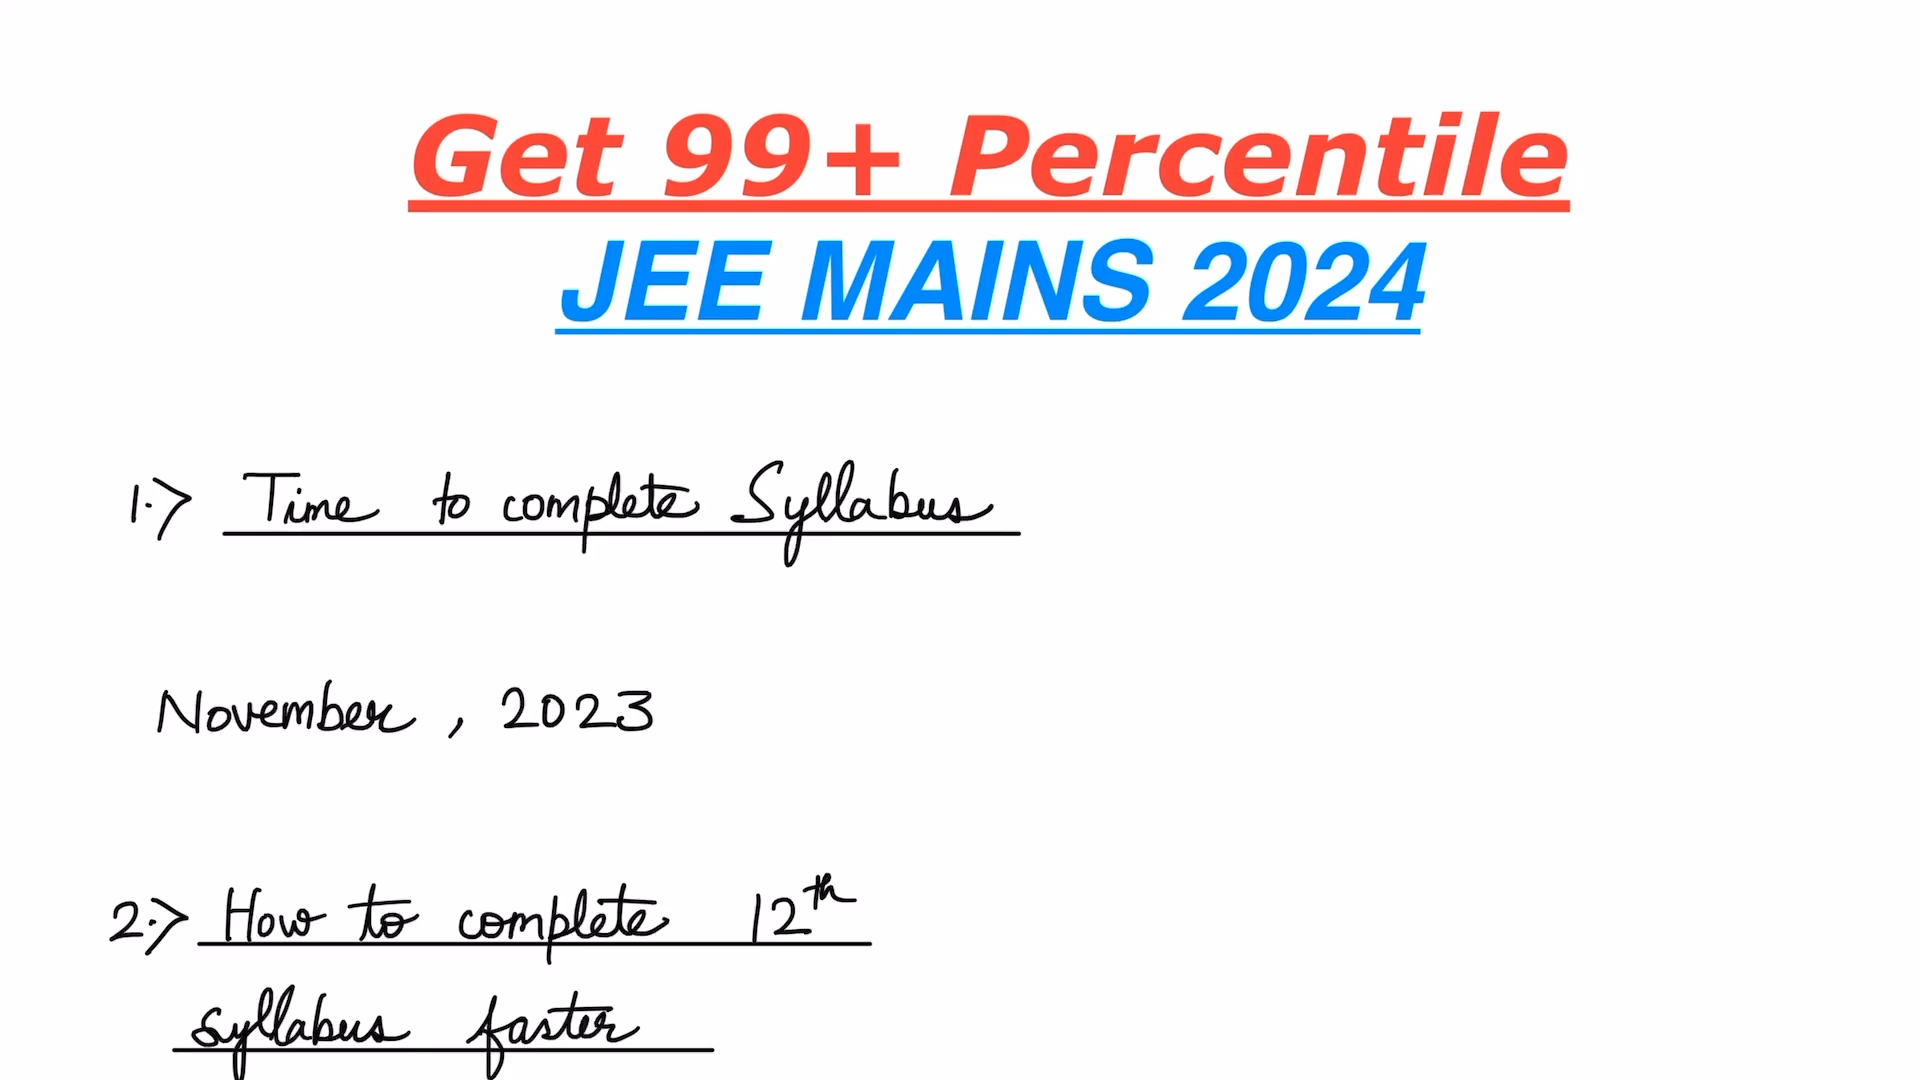 Get 99+ Percentile
JEE MAINS 2024
1.> Time to complete Syllabus
November, 2023
2.> How to complete 12th
syllabus faster